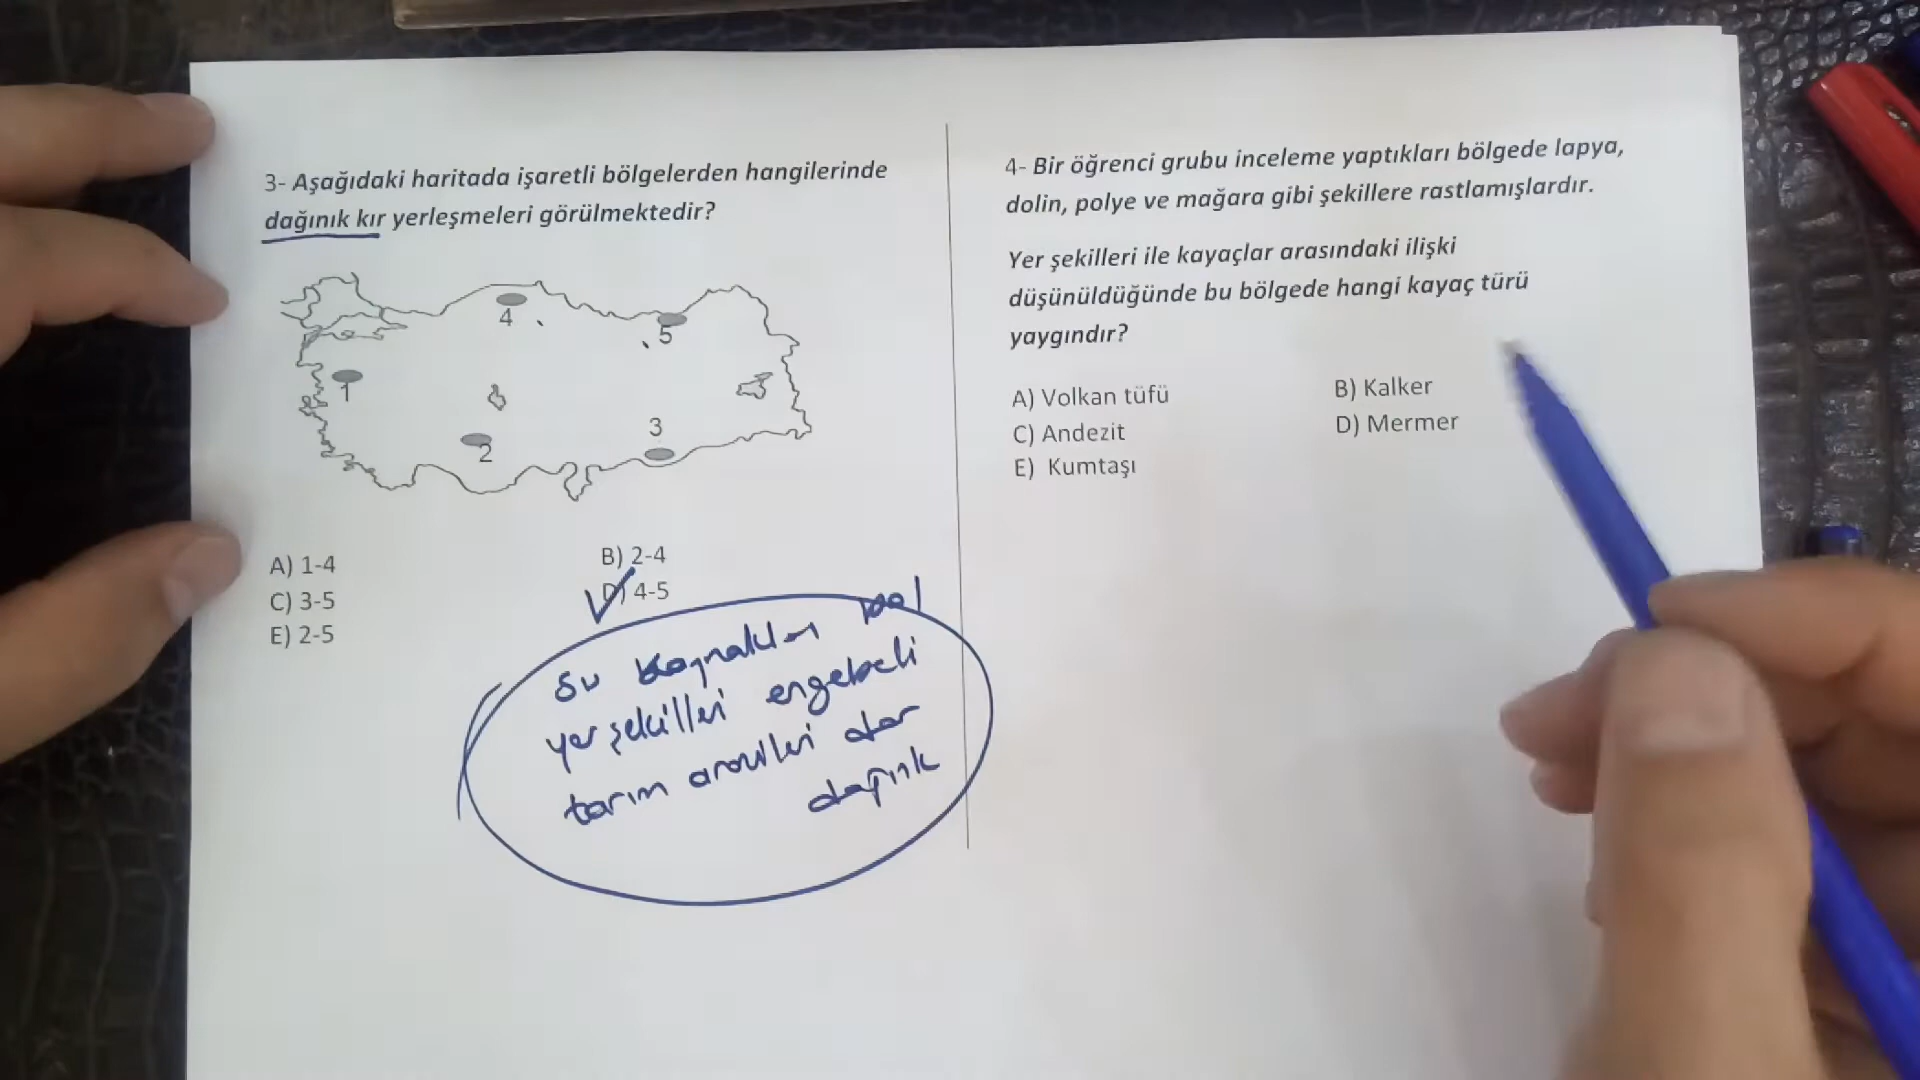 3- Aşağıdaki haritada işaretli bölgelerden hangilerinde
dağınık kır yerleşmeleri görülmektedir?
4
5
1
3
2
A) 1-4
B) 2-4
C) 3-5
D) 4-5
E) 2-5
su kaynakları bol
yer şekilleri engebeli
tarım arazileri dar
dağınık
4- Bir öğrenci grubu inceleme yaptıkları bölgede lapya,
dolin, polye ve mağara gibi şekillere rastlamışlardır.
Yer şekilleri ile kayaçlar arasındaki ilişki
düşünüldüğünde bu bölgede hangi kayaç türü
yaygındır?
A) Volkan tüfü
B) Kalker
C) Andezit
D) Mermer
E) Kumtaşı